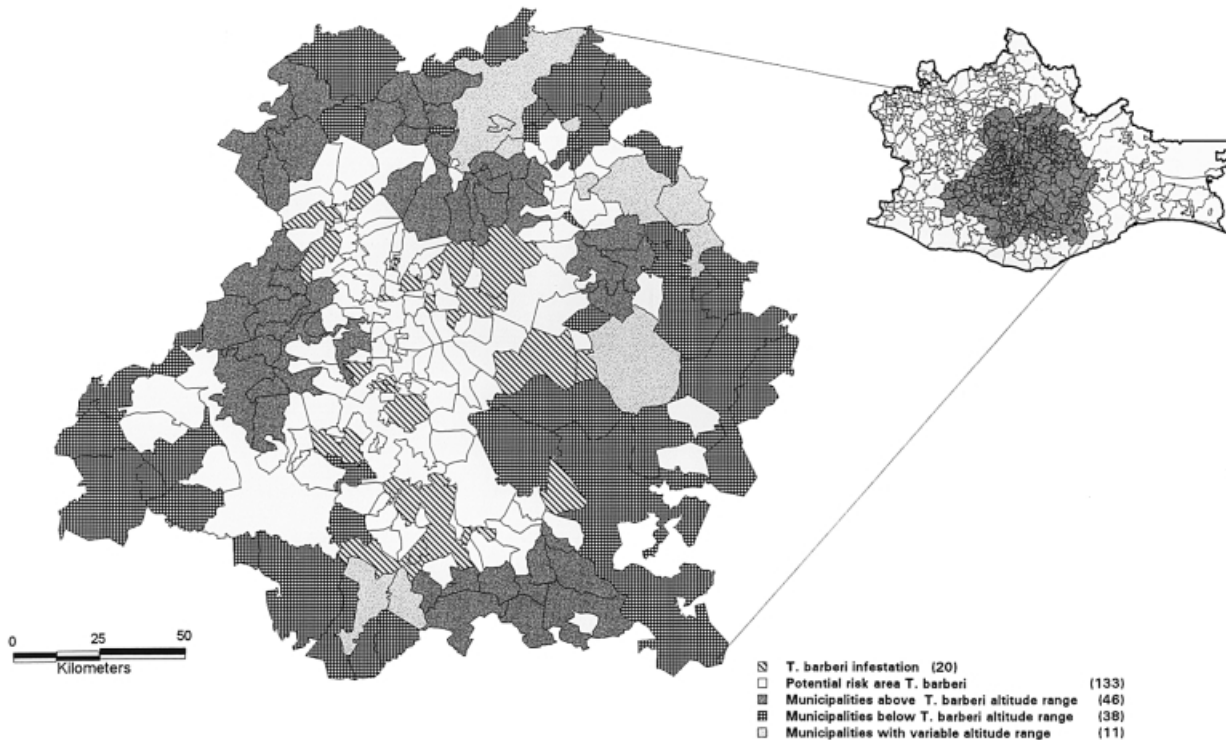 0 25 50
Kilometers
T. barberi infestation (20)
Potential risk area T. barberi (133)
Municipalities above T. barberi altitude range (46)
Municipalities below T. barberi altitude range (38)
Municipalities with variable altitude range (11)